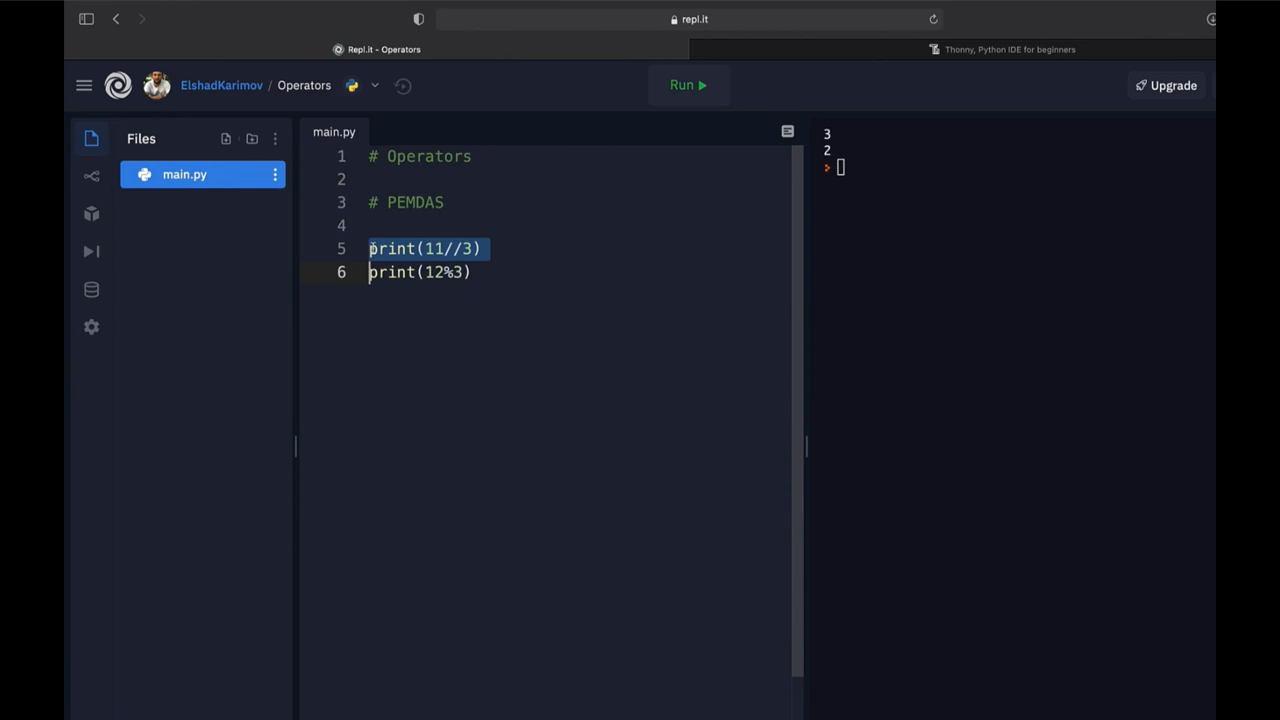 repl.it
Repl.it - Operators
Thonny, Python IDE for beginners
ElshadKarimov / Operators
Run
Upgrade
Files
main.py
main.py
1 # Operators
2
3 # PEMDAS
4
5 print(11//3)
6 print(12%3)
3
2